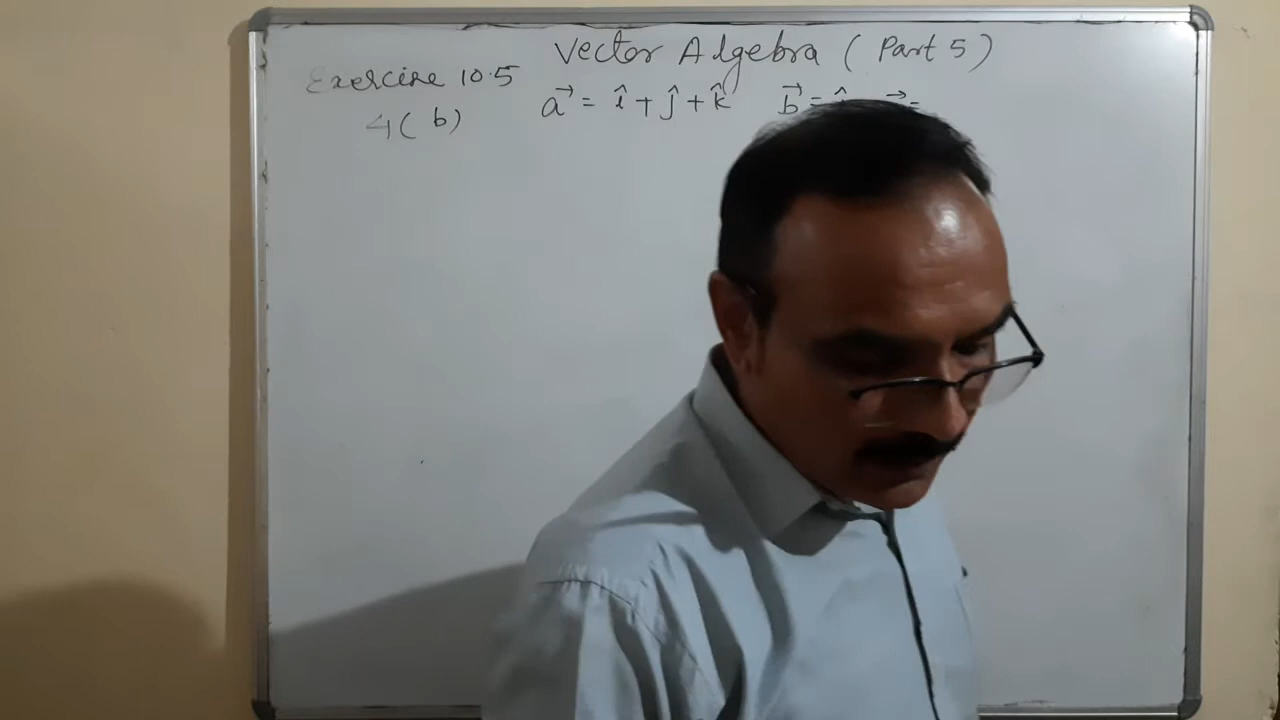 Vector Algebra (Part 5)
Exercise 10.5
4(b) a⃗ = î + ĵ + k̂ b⃗ = î